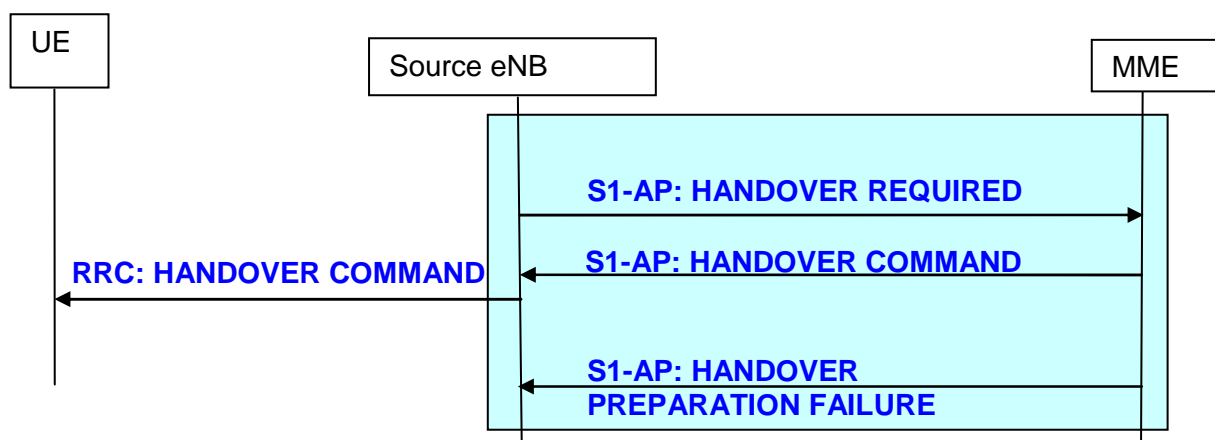 UE
Source eNB
MME
S1-AP: HANDOVER REQUIRED
S1-AP: HANDOVER COMMAND
RRC: HANDOVER COMMAND
S1-AP: HANDOVER
PREPARATION FAILURE